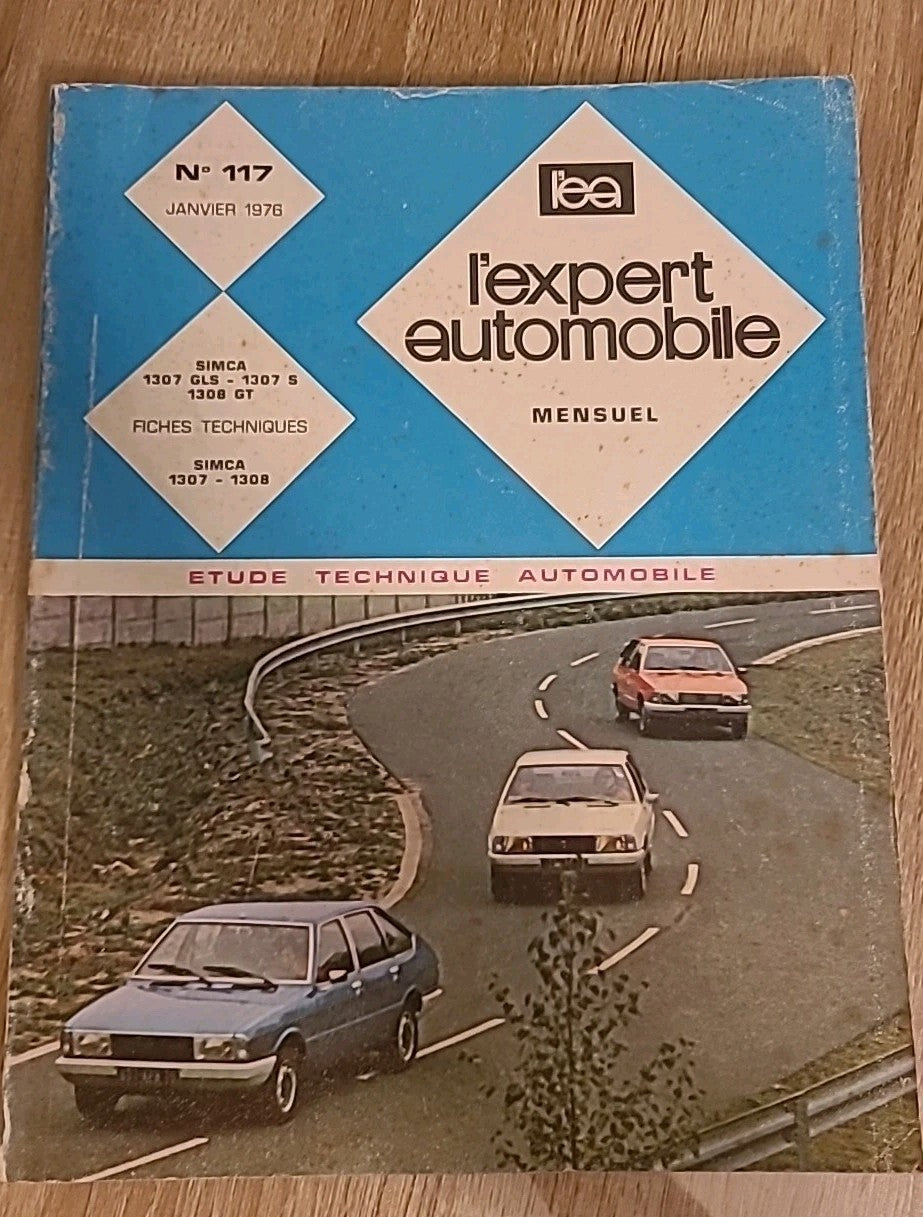 N° 117
JANVIER 1976
l'ea
l'expert
automobile
MENSUEL
SIMCA
1307 GLS - 1307 S
1308 GT
FICHES TECHNIQUES
SIMCA
1307 - 1308
ETUDE TECHNIQUE AUTOMOBILE